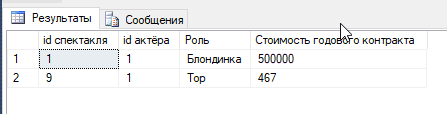 Результаты Сообщения
id спектакля id актёра Роль Стоимость годового контракта
1 1 1 Блондинка 500000
2 9 1 Тор 467